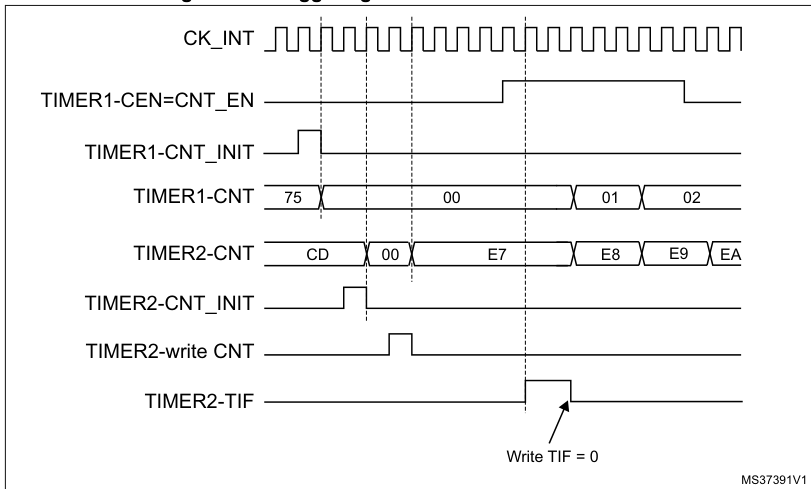 CK_INT
TIMER1-CEN=CNT_EN
TIMER1-CNT_INIT
TIMER1-CNT 75 00 01 02
TIMER2-CNT CD 00 E7 E8 E9 EA
TIMER2-CNT_INIT
TIMER2-write CNT
TIMER2-TIF
Write TIF = 0
MS37391V1